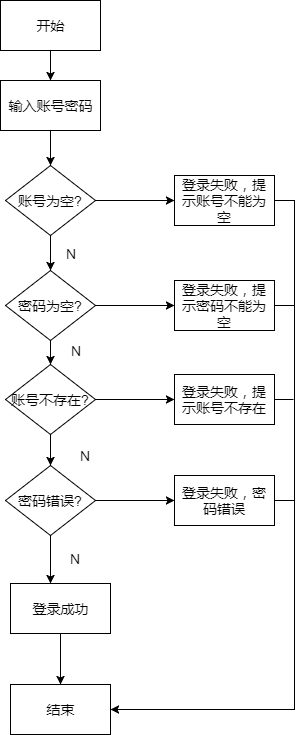 开始
输入账号密码
账号为空?
登录失败，提
示账号不能为
空
N
密码为空?
登录失败，提
示密码不能为
空
N
账号不存在?
登录失败，提
示账号不存在
N
密码错误?
登录失败，密
码错误
N
登录成功
结束